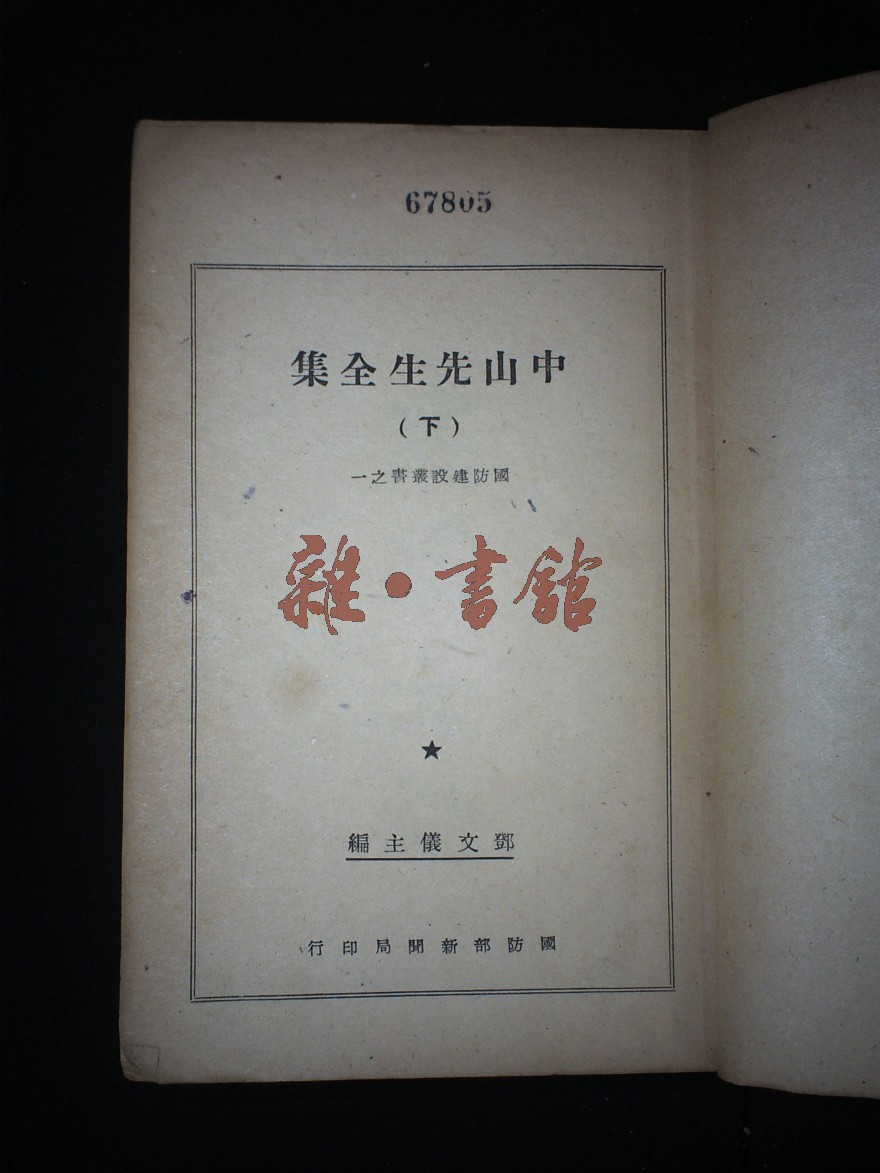 67805
中山先生全集
（下）
國防建設叢書之一
雜·書館
★
鄧文儀主編
國防部新聞局印行